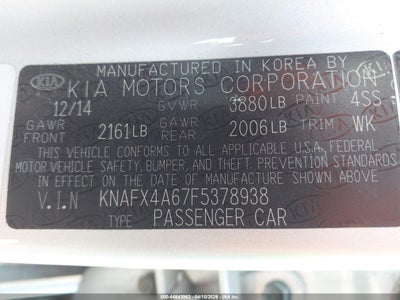 MANUFACTURED IN KOREA BY
KIA KIA MOTORS CORPORATION
12/14 GVWR 3880LB PAINT 4SS
GAWR FRONT 2161LB GAWR REAR 2006LB TRIM WK
THIS VEHICLE CONFORMS TO ALL APPLICABLE U.S.A. FEDERAL
MOTOR VEHICLE SAFETY, BUMPER AND THEFT PREVENTION STANDARDS
IN EFFECT ON THE DATE OF MANUFACTURE SHOWN ABOVE.
V.I.N KNAFX4A67F5378938
TYPE PASSENGER CAR